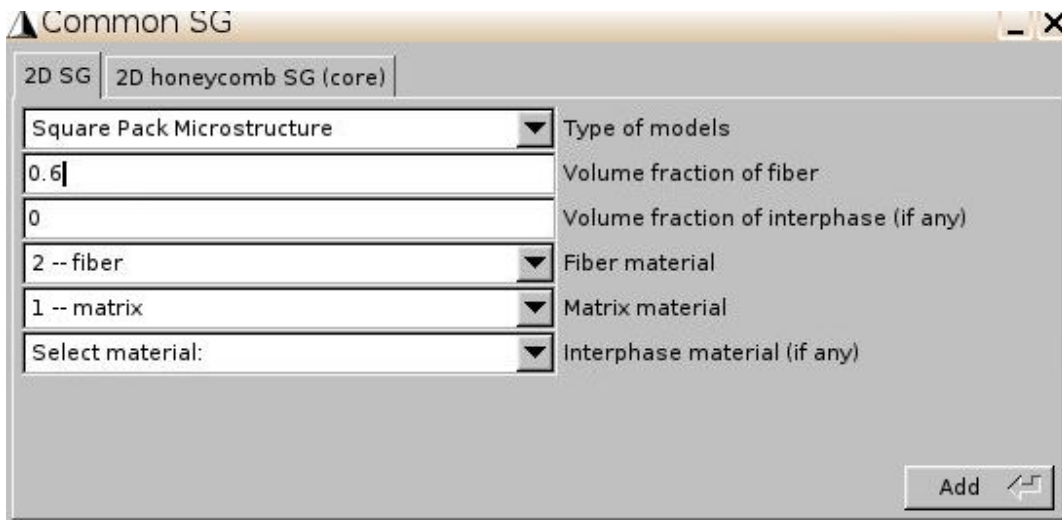 Common SG
2D SG 2D honeycomb SG (core)
Square Pack Microstructure Type of models
0.6 Volume fraction of fiber
0 Volume fraction of interphase (if any)
2 -- fiber Fiber material
1 -- matrix Matrix material
Select material: Interphase material (if any)
Add